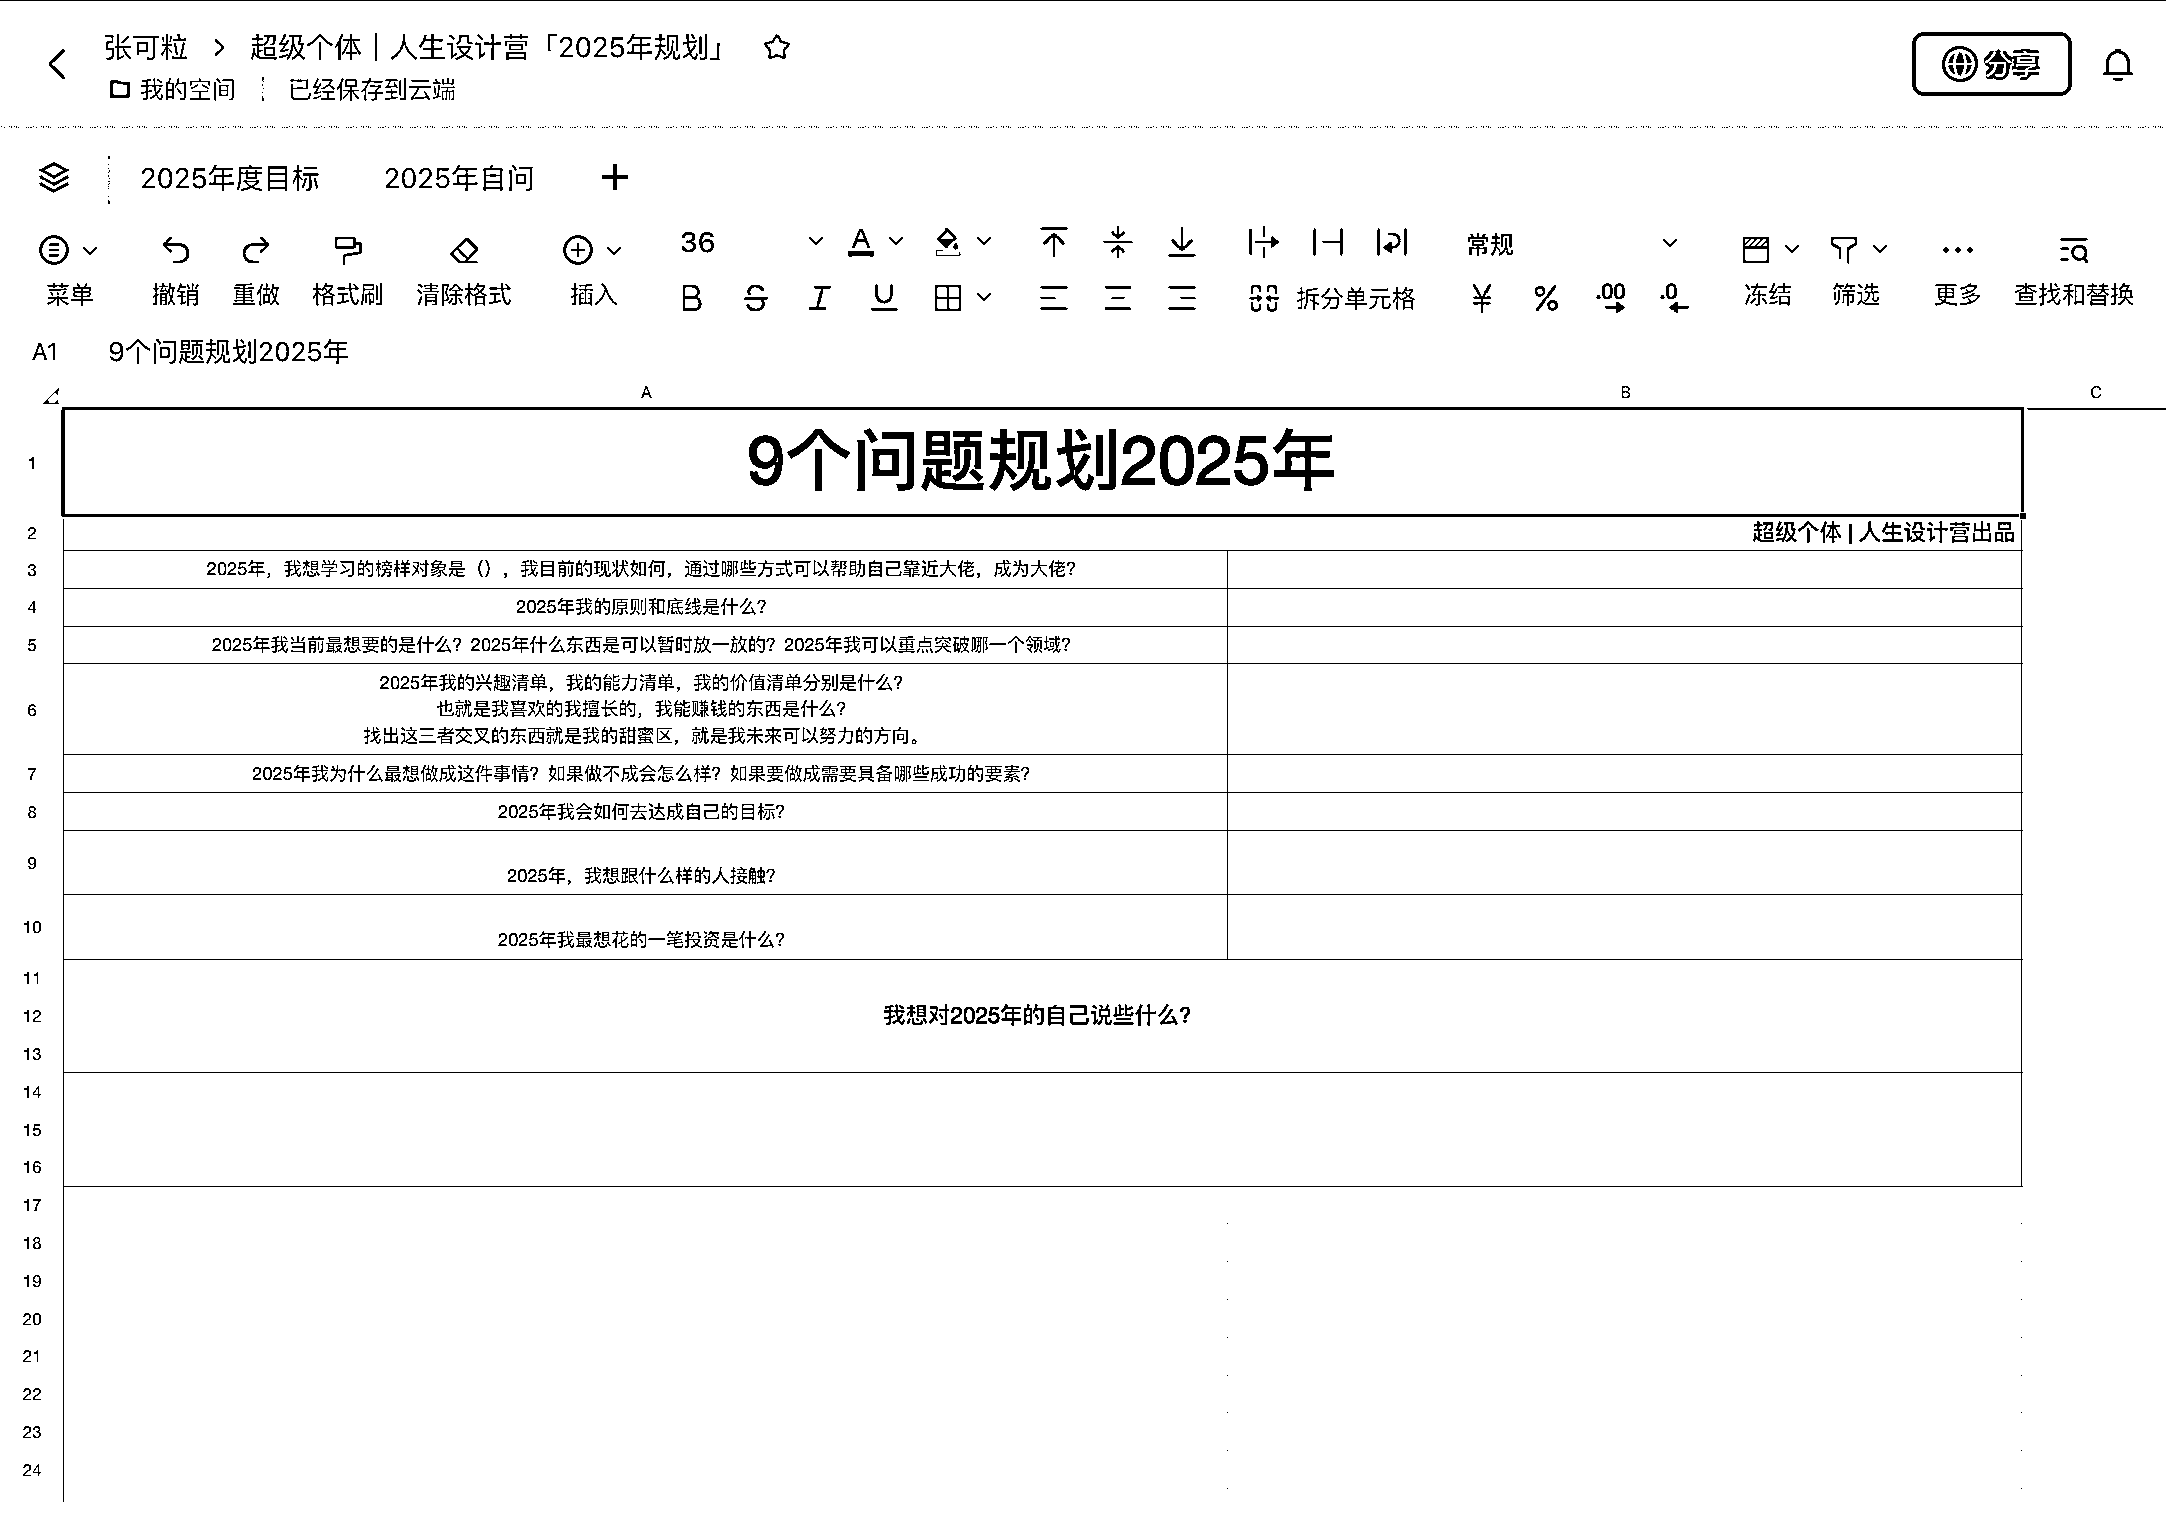 张可粒 > 超级个体 | 人生设计营「2025年规划」
我的空间 已经保存到云端
分享
2025年度目标 2025年自问
36 A 常规
菜单 撤销 重做 格式刷 清除格式 插入 B S I U 拆分单元格 ¥ % .00 .0 冻结 筛选 更多 查找和替换
A1 9个问题规划2025年
A B C
1 9个问题规划2025年
2 超级个体 | 人生设计营出品
3 2025年，我想学习的榜样对象是（），我目前的现状如何，通过哪些方式可以帮助自己靠近大佬，成为大佬？
4 2025年我的原则和底线是什么？
5 2025年我当前最想要的是什么？2025年什么东西是可以暂时放一放的？2025年我可以重点突破哪一个领域？
2025年我的兴趣清单，我的能力清单，我的价值清单分别是什么？
6 也就是我喜欢的我擅长的，我能赚钱的东西是什么？
找出这三者交叉的东西就是我的甜蜜区，就是我未来可以努力的方向。
7 2025年我为什么最想做成这件事情？如果做不成会怎么样？如果要做成需要具备哪些成功的要素？
8 2025年我会如何去达成自己的目标？
9 2025年，我想跟什么样的人接触？
10 2025年我最想花的一笔投资是什么？
11
12 我想对2025年的自己说些什么？
13
14
15
16
17
18
19
20
21
22
23
24